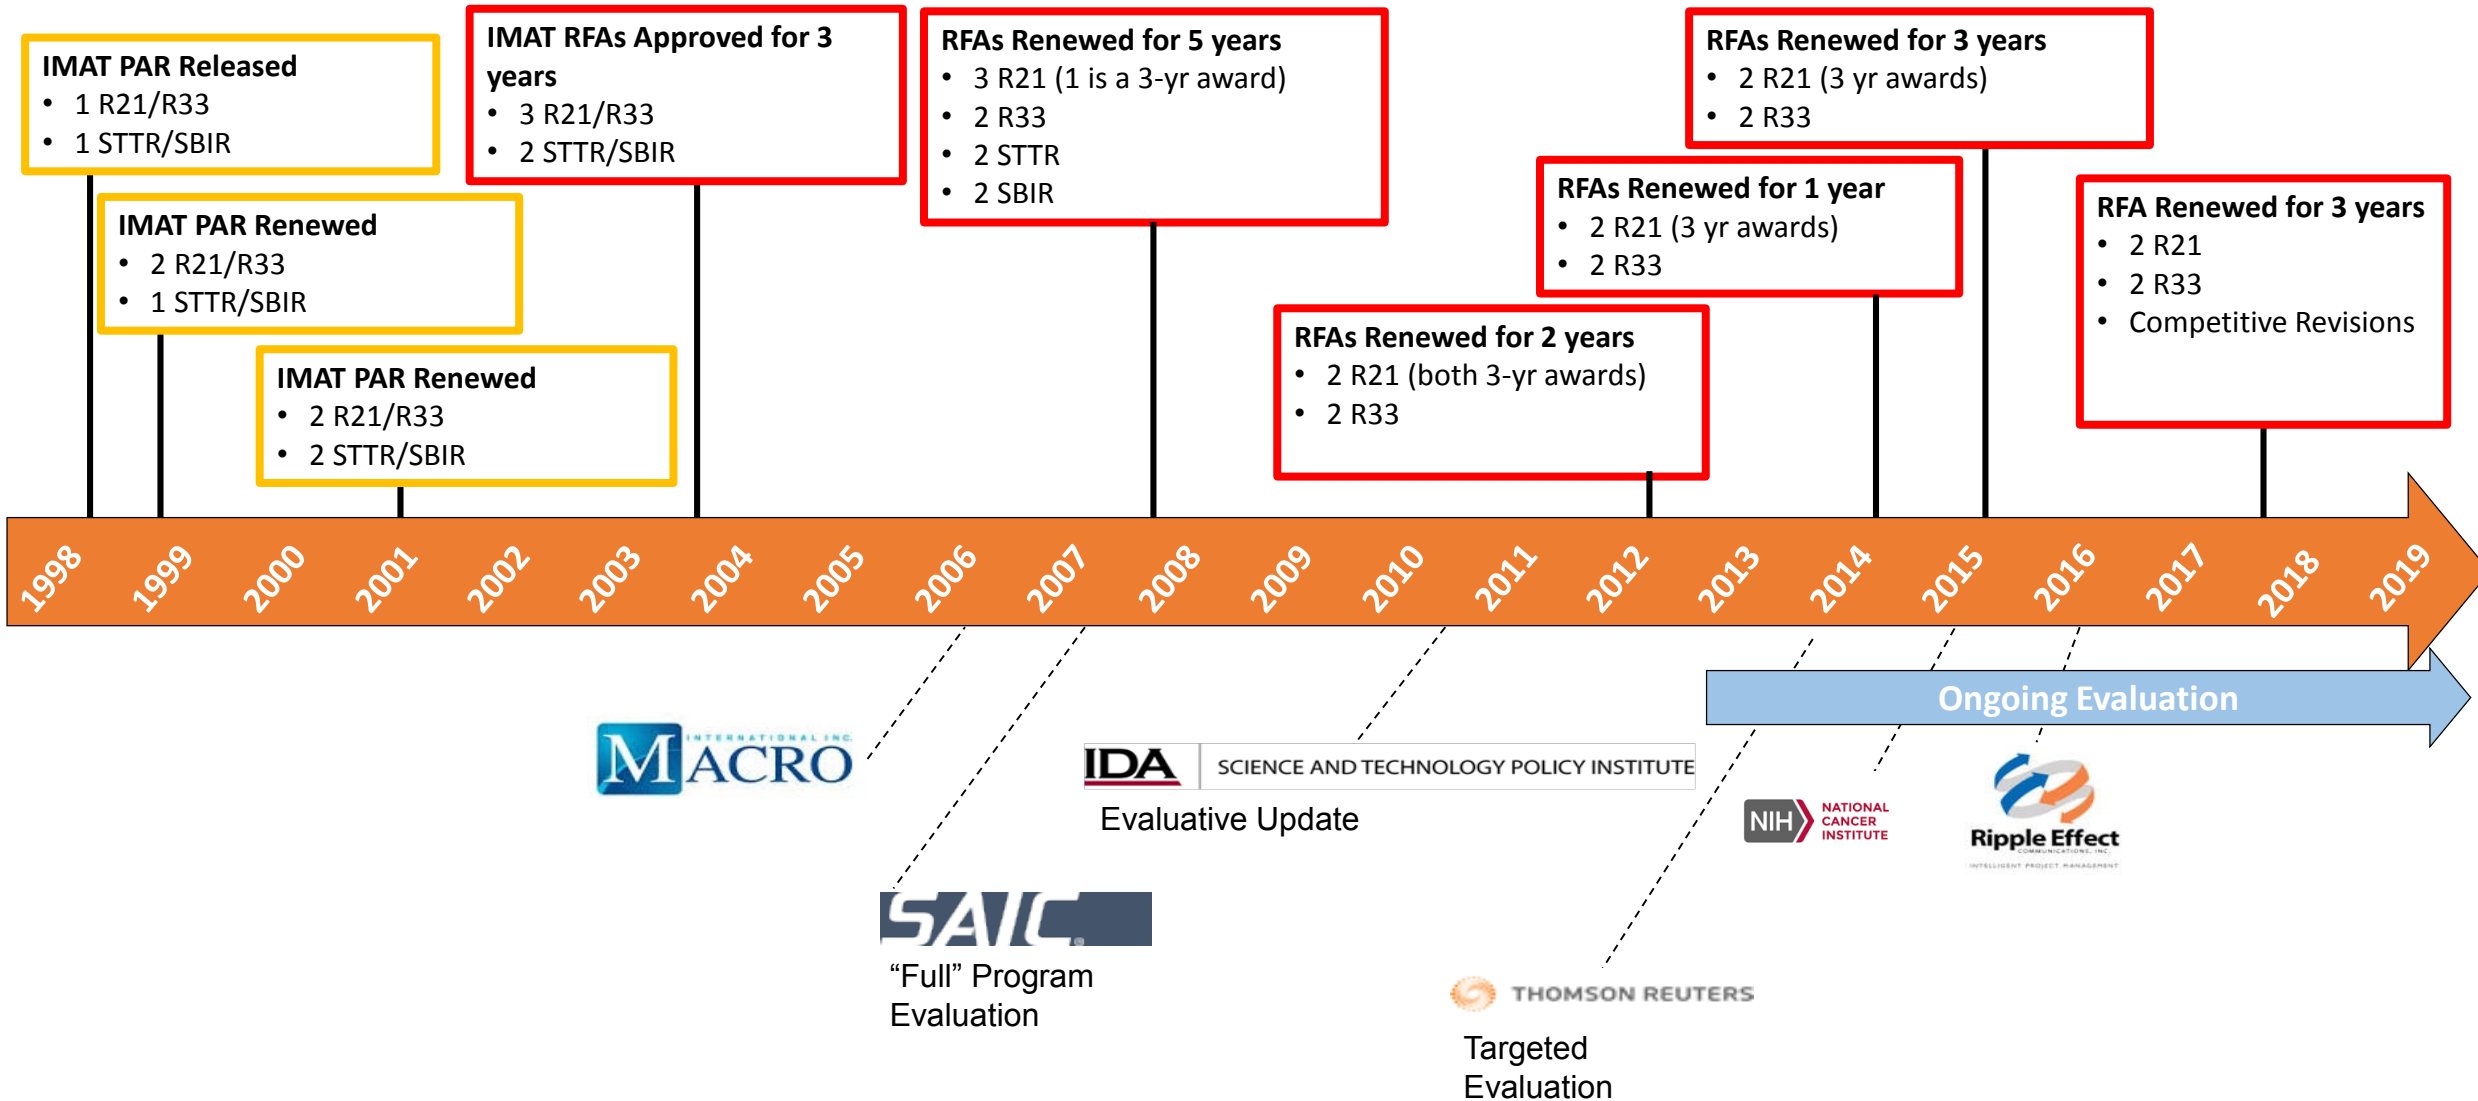 IMAT PAR Released
• 1 R21/R33
• 1 STTR/SBIR
IMAT PAR Renewed
• 2 R21/R33
• 1 STTR/SBIR
IMAT PAR Renewed
• 2 R21/R33
• 2 STTR/SBIR
IMAT RFAs Approved for 3
years
• 3 R21/R33
• 2 STTR/SBIR
RFAs Renewed for 5 years
• 3 R21 (1 is a 3-yr award)
• 2 R33
• 2 STTR
• 2 SBIR
RFAs Renewed for 2 years
• 2 R21 (both 3-yr awards)
• 2 R33
RFAs Renewed for 1 year
• 2 R21 (3 yr awards)
• 2 R33
RFAs Renewed for 3 years
• 2 R21 (3 yr awards)
• 2 R33
RFA Renewed for 3 years
• 2 R21
• 2 R33
• Competitive Revisions
1998
1999
2000
2001
2002
2003
2004
2005
2006
2007
2008
2009
2010
2011
2012
2013
2014
2015
2016
2017
2018
2019
Ongoing Evaluation
INTERNATIONAL INC.
MACRO
SAIC
"Full" Program
Evaluation
IDA SCIENCE AND TECHNOLOGY POLICY INSTITUTE
Evaluative Update
THOMSON REUTERS
Targeted
Evaluation
NIH
NATIONAL
CANCER
INSTITUTE
Ripple Effect
COMMUNICATIONS, INC.
INTELLIGENT PROJECT MANAGEMENT